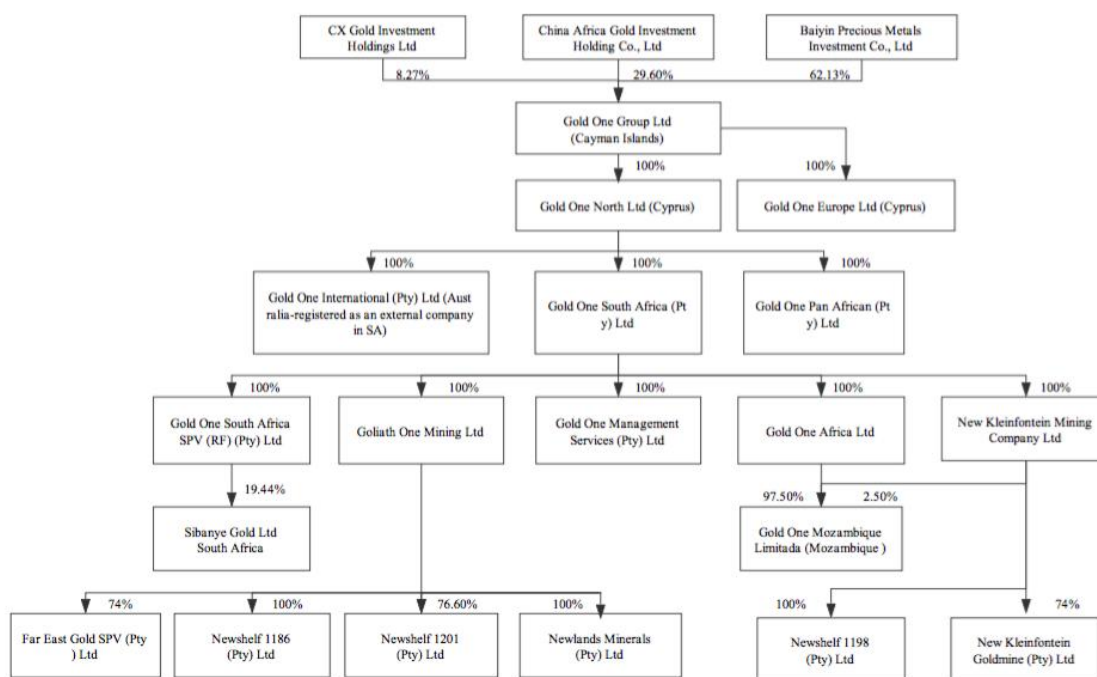 CX Gold Investment
Holdings Ltd
China Africa Gold Investment
Holding Co., Ltd
Baiyin Precious Metals
Investment Co., Ltd
8.27%
29.60%
62.13%
Gold One Group Ltd
(Cayman Islands)
100%
100%
Gold One North Ltd (Cyprus)
Gold One Europe Ltd (Cyprus)
100%
100%
100%
Gold One International (Pty) Ltd (Aust
ralia-registered as an external company
in SA)
Gold One South Africa (Pt
y) Ltd
Gold One Pan African (Pt
y) Ltd
100%
100%
100%
100%
100%
Gold One South Africa
SPV (RF) (Pty) Ltd
Goliath One Mining Ltd
Gold One Management
Services (Pty) Ltd
Gold One Africa Ltd
New Kleinfontein Mining
Company Ltd
19.44%
97.50%
2.50%
Sibanye Gold Ltd
South Africa
Gold One Mozambique
Limitada (Mozambique )
74%
100%
76.60%
100%
100%
74%
Far East Gold SPV (Pty
) Ltd
Newshelf 1186
(Pty) Ltd
Newshelf 1201
(Pty) Ltd
Newlands Minerals
(Pty) Ltd
Newshelf 1198
(Pty) Ltd
New Kleinfontein
Goldmine (Pty) Ltd